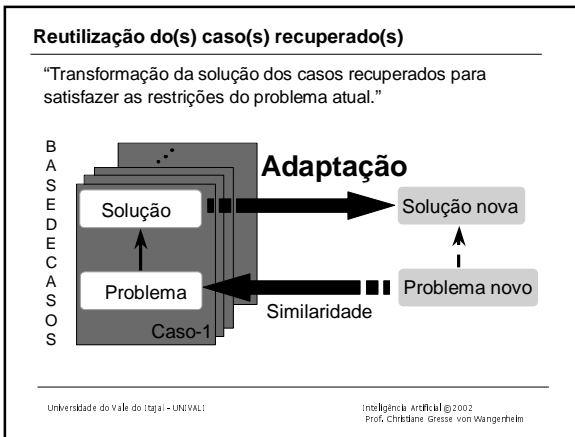 Reutilização do(s) caso(s) recuperado(s)
“Transformação da solução dos casos recuperados para
satisfazer as restrições do problema atual.”
BASEDECASOS
Adaptação
Solução
Solução nova
Problema
Problema novo
Similaridade
Caso-1
Universidade do Vale do Itajaí - UNIVALI
Inteligência Artificial @2002
Prof. Christiane Gresse von Wangenheim